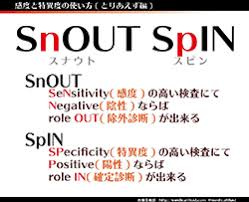 感度と特異度の使い方(とりあえず編)
SnOUT SpIN
スナウト スピン
SnOUT
SeNsitivity(感度)の高い検査にて
Negative(陰性)ならば
role OUT(除外診断)が出来る
SpIN
SPecificity(特異度)の高い検査にて
Positive(陽性)ならば
role IN(確定診断)が出来る